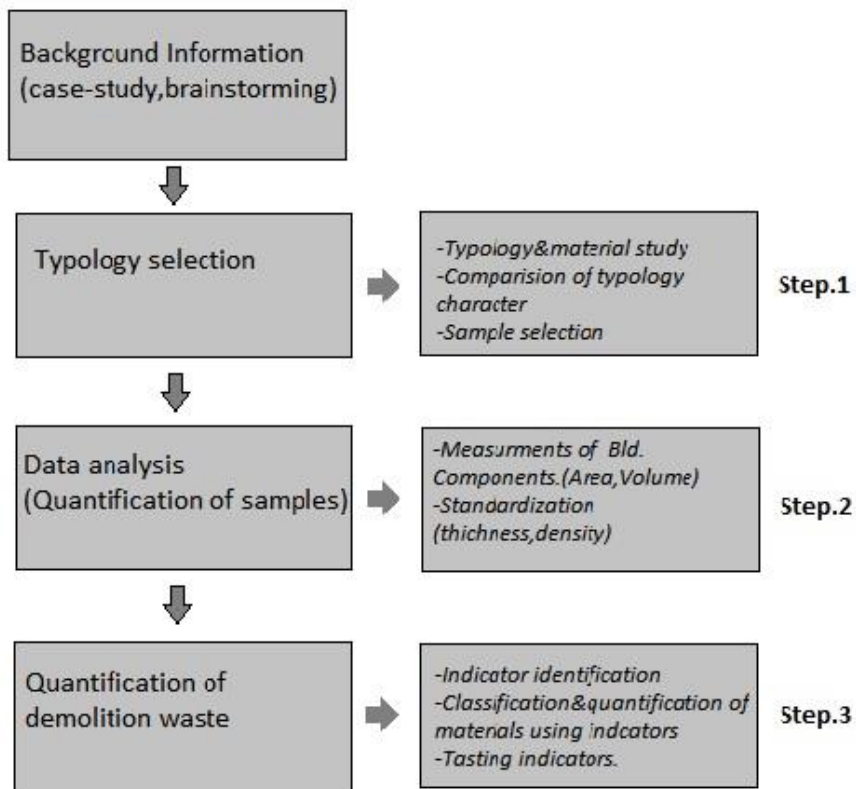 Background Information
(case-study,brainstorming)
Typology selection
-Typology&material study
-Comparision of typology
character
-Sample selection
Step.1
Data analysis
(Quantification of samples)
-Measurments of Bld.
Components.(Area,Volume)
-Standardization
(thichness,density)
Step.2
Quantification of
demolition waste
-Indicator identification
-Classification&quantification of
materials using indcators
-Tasting indicators.
Step.3